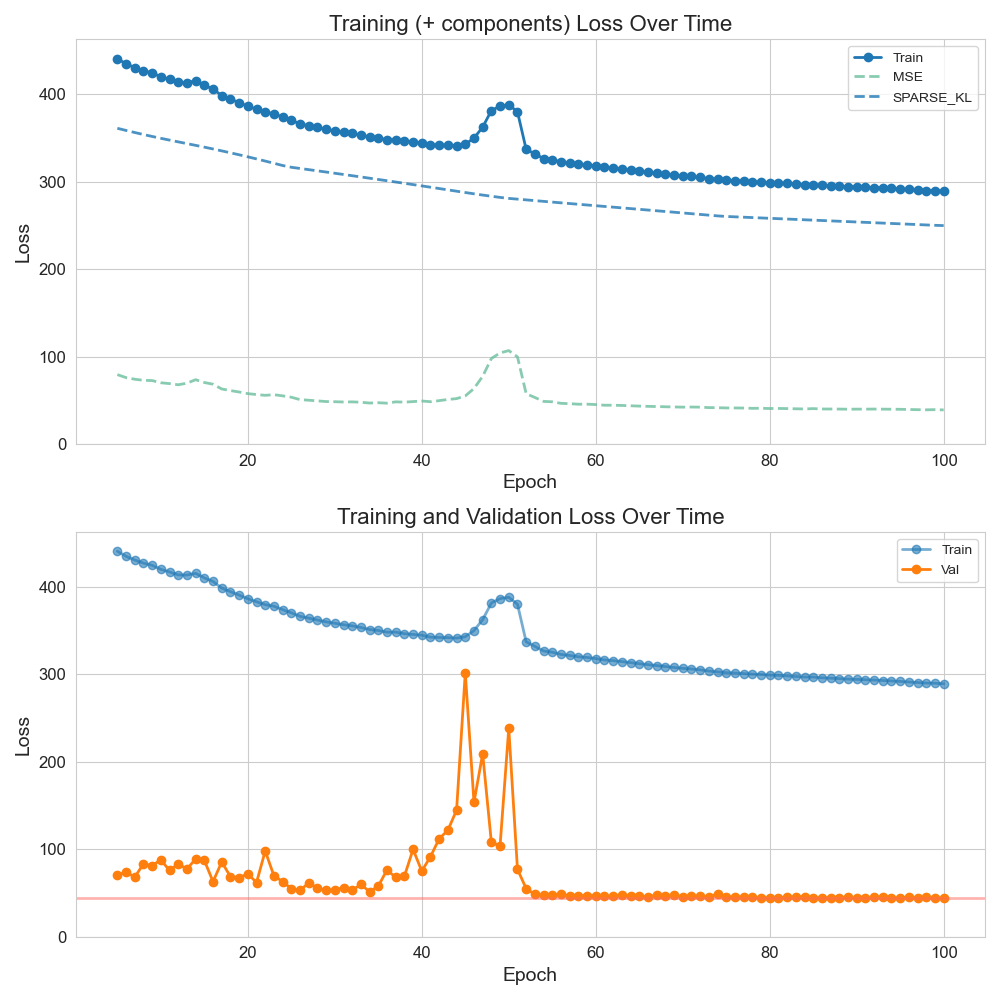 Training (+ components) Loss Over Time
Loss
400
300
200
100
0
Train
MSE
SPARSE_KL
20 40 60 80 100
Epoch
Training and Validation Loss Over Time
Loss
400
300
200
100
0
Train
Val
20 40 60 80 100
Epoch